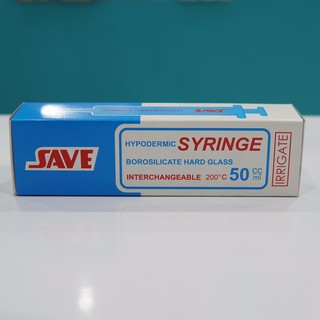 SAVE
HYPODERMIC SYRINGE
BOROSILICATE HARD GLASS
INTERCHANGEABLE 200°C 50 CC ml
IRRIGATE